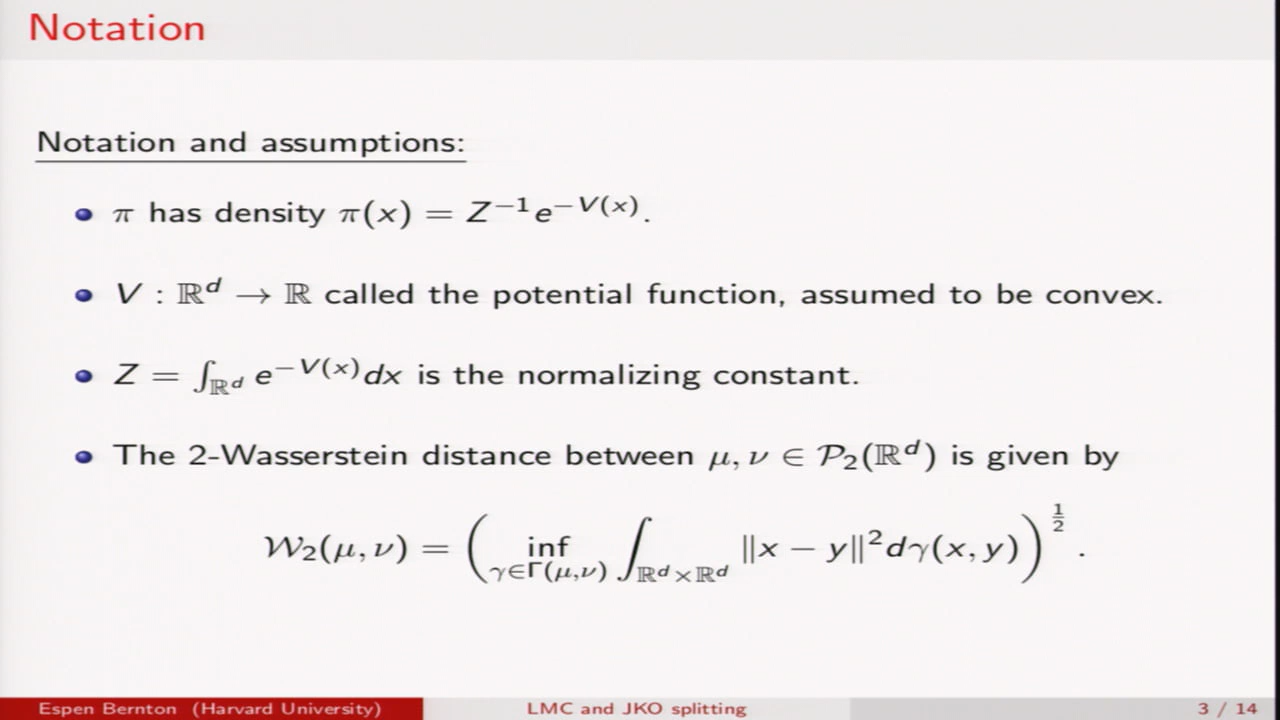 Notation
Notation and assumptions:
π has density π(x) = Z⁻¹e^{−V(x)}.
V : ℝ^d → ℝ called the potential function, assumed to be convex.
Z = ∫_{ℝ^d} e^{−V(x)}dx is the normalizing constant.
The 2-Wasserstein distance between μ, ν ∈ 𝒫₂(ℝ^d) is given by
𝒲₂(μ, ν) = ( inf_{γ∈Γ(μ,ν)} ∫_{ℝ^d×ℝ^d} ‖x − y‖²dγ(x, y) )^{1/2}.
Espen Bernton (Harvard University) LMC and JKO splitting 3 / 14